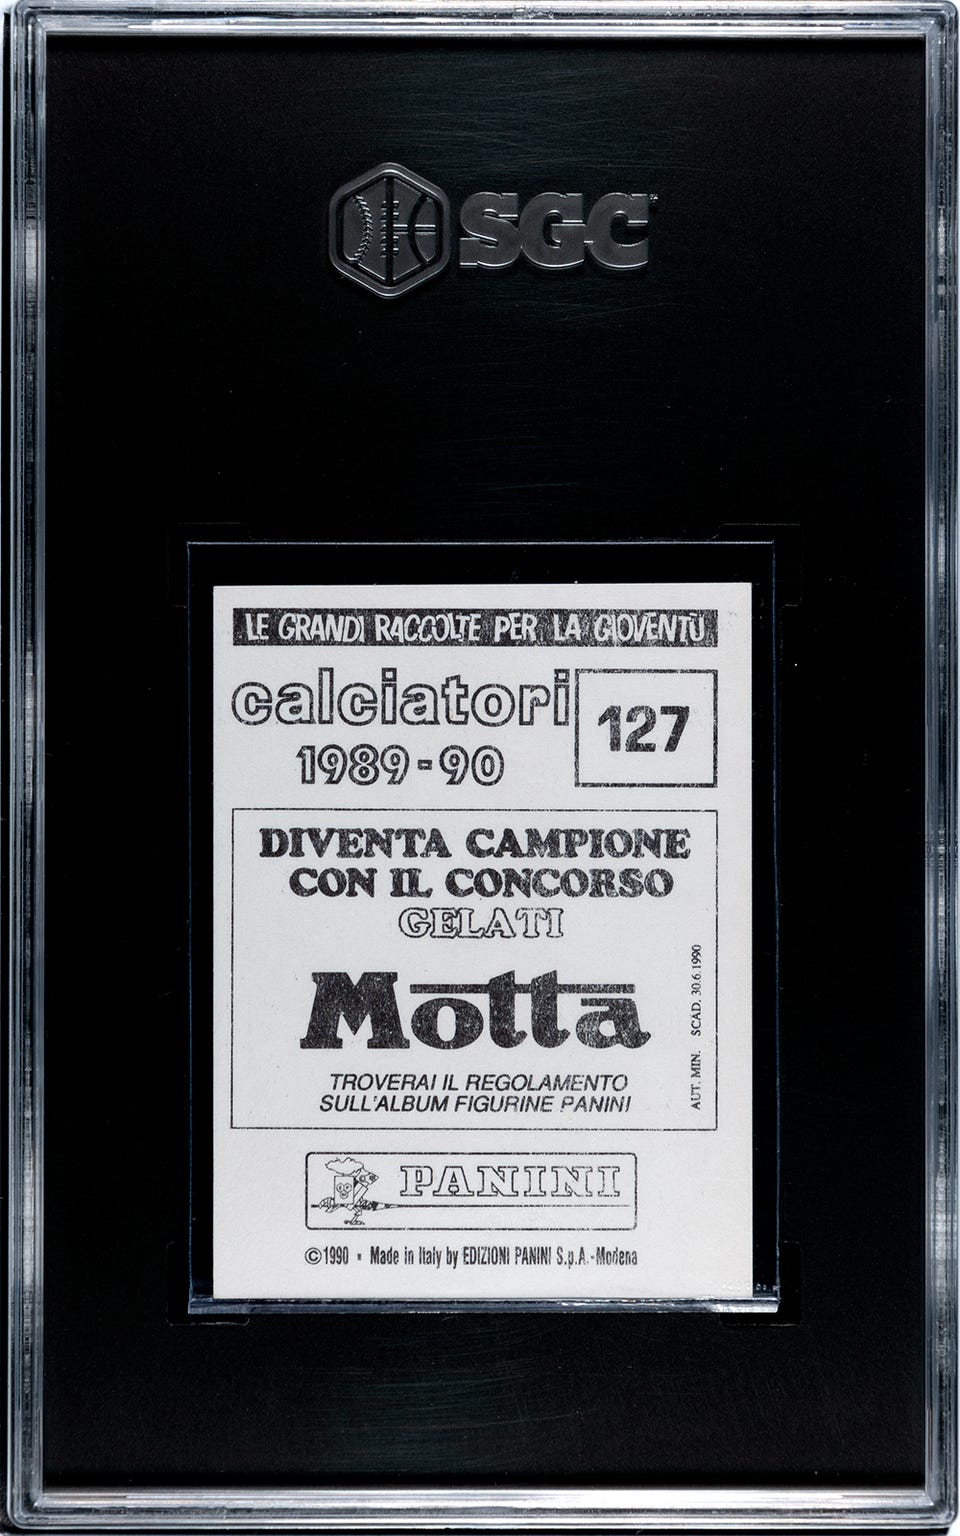 SGC™
LE GRANDI RACCOLTE PER LA GIOVENTÙ
calciatori
1989-90
127
DIVENTA CAMPIONE
CON IL CONCORSO
GELATI
Motta
TROVERAI IL REGOLAMENTO
SULL'ALBUM FIGURINE PANINI
AUT. MIN. SCAD. 30.6.1990
PANINI
©1990 - Made in Italy by EDIZIONI PANINI S.p.A.-Modena